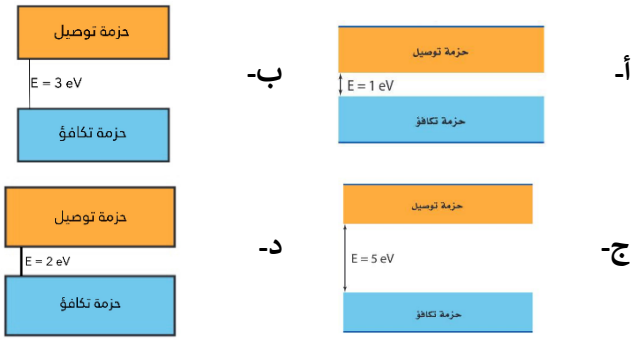 أ-
حزمة توصيل
E = 1 eV
حزمة تكافؤ
ب-
حزمة توصيل
E = 3 eV
حزمة تكافؤ
ج-
حزمة توصيل
E = 5 eV
حزمة تكافؤ
د-
حزمة توصيل
E = 2 eV
حزمة تكافؤ